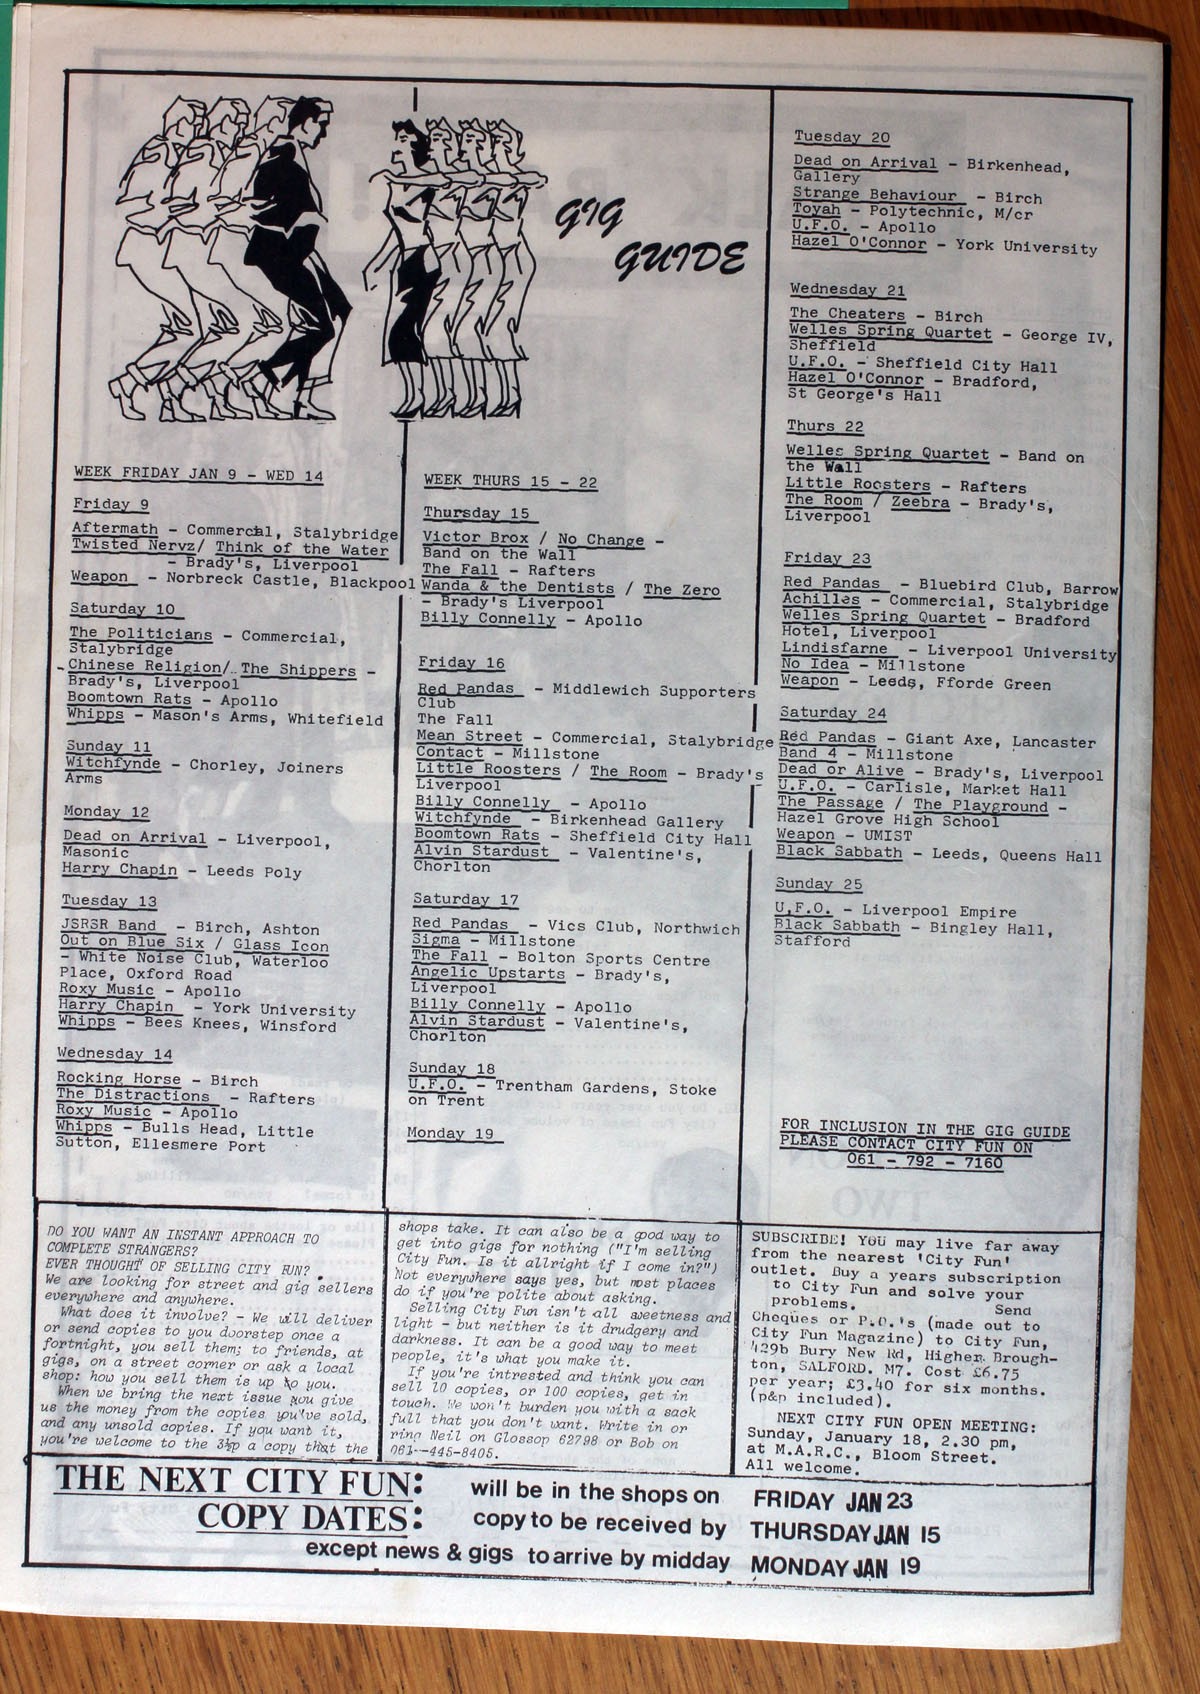 GIG
GUIDE
WEEK FRIDAY JAN 9 - WED 14
Friday 9
Aftermath - Commercial, Stalybridge
Twisted Nervz/ Think of the Water
- Brady's, Liverpool
Weapon - Norbreck Castle, Blackpool
Saturday 10
The Politicians - Commercial,
Stalybridge
Chinese Religion/ The Shippers -
Brady's, Liverpool
Boomtown Rats - Apollo
Whipps - Mason's Arms, Whitefield
Sunday 11
Witchfynde - Chorley, Joiners
Arms
Monday 12
Dead on Arrival - Liverpool,
Masonic
Harry Chapin - Leeds Poly
Tuesday 13
JSRSR Band - Birch, Ashton
Out on Blue Six / Glass Icon
- White Noise Club, Waterloo
Place, Oxford Road
Roxy Music - Apollo
Harry Chapin - York University
Whipps - Bees Knees, Winsford
Wednesday 14
Rocking Horse - Birch
The Distractions - Rafters
Roxy Music - Apollo
Whipps - Bulls Head, Little
Sutton, Ellesmere Port
WEEK THURS 15 - 22
Thursday 15
Victor Brox / No Change -
Band on the Wall
The Fall - Rafters
Wanda & the Dentists / The Zero
- Brady's Liverpool
Billy Connelly - Apollo
Friday 16
Red Pandas - Middlewich Supporters
Club
The Fall
Mean Street - Commercial, Stalybridge
Contact - Millstone
Little Roosters / The Room - Brady's
Liverpool
Billy Connelly - Apollo
Witchfynde - Birkenhead Gallery
Boomtown Rats - Sheffield City Hall
Alvin Stardust - Valentine's,
Chorlton
Saturday 17
Red Pandas - Vics Club, Northwich
Sigma - Millstone
The Fall - Bolton Sports Centre
Angelic Upstarts - Brady's,
Liverpool
Billy Connelly - Apollo
Alvin Stardust - Valentine's,
Chorlton
Sunday 18
U.F.O. - Trentham Gardens, Stoke
on Trent
Monday 19
Tuesday 20
Dead on Arrival - Birkenhead,
Gallery
Strange Behaviour - Birch
Toyah - Polytechnic, M/cr
U.F.O. - Apollo
Hazel O'Connor - York University
Wednesday 21
The Cheaters - Birch
Welles Spring Quartet - George IV,
Sheffield
U.F.O. - Sheffield City Hall
Hazel O'Connor - Bradford,
St George's Hall
Thurs 22
Welles Spring Quartet - Band on
the Wall
Little Roosters - Rafters
The Room / Zeebra - Brady's,
Liverpool
Friday 23
Red Pandas - Bluebird Club, Barrow
Achilles - Commercial, Stalybridge
Welles Spring Quartet - Bradford
Hotel, Liverpool
Lindisfarne - Liverpool University
No Idea - Millstone
Weapon - Leeds, Fforde Green
Saturday 24
Red Pandas - Giant Axe, Lancaster
Band 4 - Millstone
Dead or Alive - Brady's, Liverpool
U.F.O. - Carlisle, Market Hall
The Passage / The Playground -
Hazel Grove High School
Weapon - UMIST
Black Sabbath - Leeds, Queens Hall
Sunday 25
U.F.O. - Liverpool Empire
Black Sabbath - Bingley Hall,
Stafford
FOR INCLUSION IN THE GIG GUIDE
PLEASE CONTACT CITY FUN ON
061 - 792 - 7160
DO YOU WANT AN INSTANT APPROACH TO
COMPLETE STRANGERS?
EVER THOUGHT OF SELLING CITY FUN?
We are looking for street and gig sellers
everywhere and anywhere.
What does it involve? - We will deliver
or send copies to you doorstep once a
fortnight, you sell them; to friends, at
gigs, on a street corner or ask a local
shop: how you sell them is up to you.
When we bring the next issue you give
us the money from the copies you've sold,
and any unsold copies. If you want it,
you're welcome to the 3½p a copy that the
shops take. It can also be a good way to
get into gigs for nothing ("I'm selling
City Fun. Is it allright if I come in?")
Not everywhere says yes, but most places
do if you're polite about asking.
Selling City Fun isn't all sweetness and
light - but neither is it drudgery and
darkness. It can be a good way to meet
people, it's what you make it.
If you're intrested and think you can
sell 10 copies, or 100 copies, get in
touch. We won't burden you with a sack
full that you don't want. Write in or
ring Neil on Glossop 62798 or Bob on
061--445-8405.
SUBSCRIBE! YOU may live far away
from the nearest 'City Fun'
outlet. Buy a years subscription
to City Fun and solve your
problems. Send
Cheques or P.O.'s (made out to
City Fun Magazine) to City Fun,
429b Bury New Rd, Higher Brough-
ton, SALFORD. M7. Cost £6.75
per year; £3.40 for six months.
(p&p included).
NEXT CITY FUN OPEN MEETING:
Sunday, January 18, 2.30 pm,
at M.A.R.C., Bloom Street.
All welcome.
THE NEXT CITY FUN: will be in the shops on FRIDAY JAN 23
COPY DATES: copy to be received by THURSDAY JAN 15
except news & gigs to arrive by midday MONDAY JAN 19